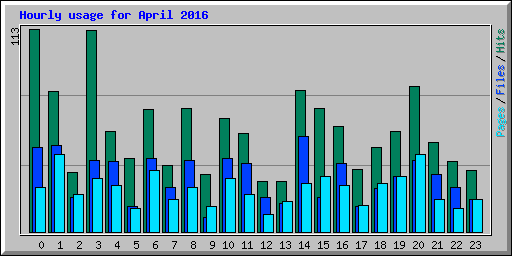 Hourly usage for April 2016
113
Pages/Files/Hits
0 1 2 3 4 5 6 7 8 9 10 11 12 13 14 15 16 17 18 19 20 21 22 23